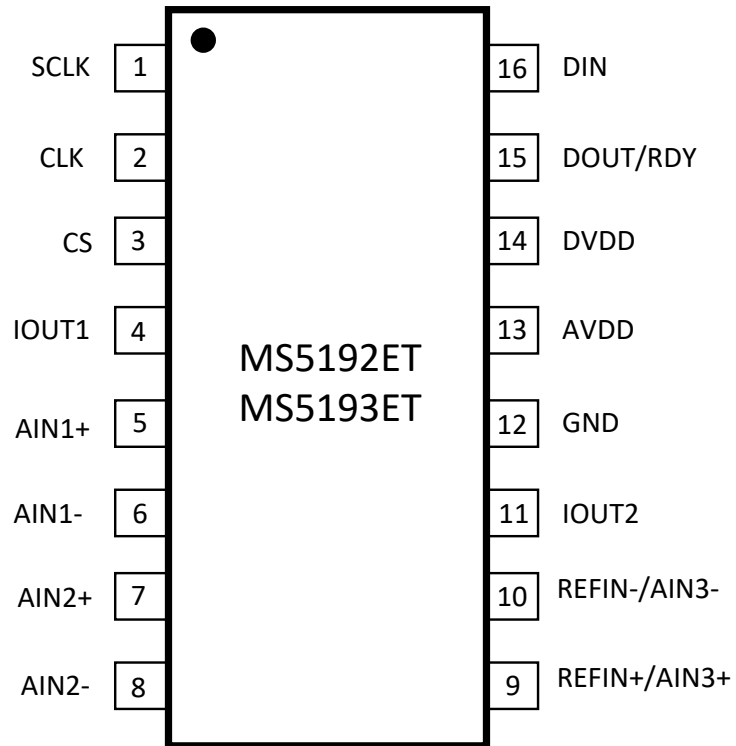 SCLK 1 16 DIN
CLK 2 15 DOUT/RDY
CS 3 14 DVDD
IOUT1 4 13 AVDD
MS5192ET
MS5193ET
AIN1+ 5 12 GND
AIN1- 6 11 IOUT2
AIN2+ 7 10 REFIN-/AIN3-
AIN2- 8 9 REFIN+/AIN3+